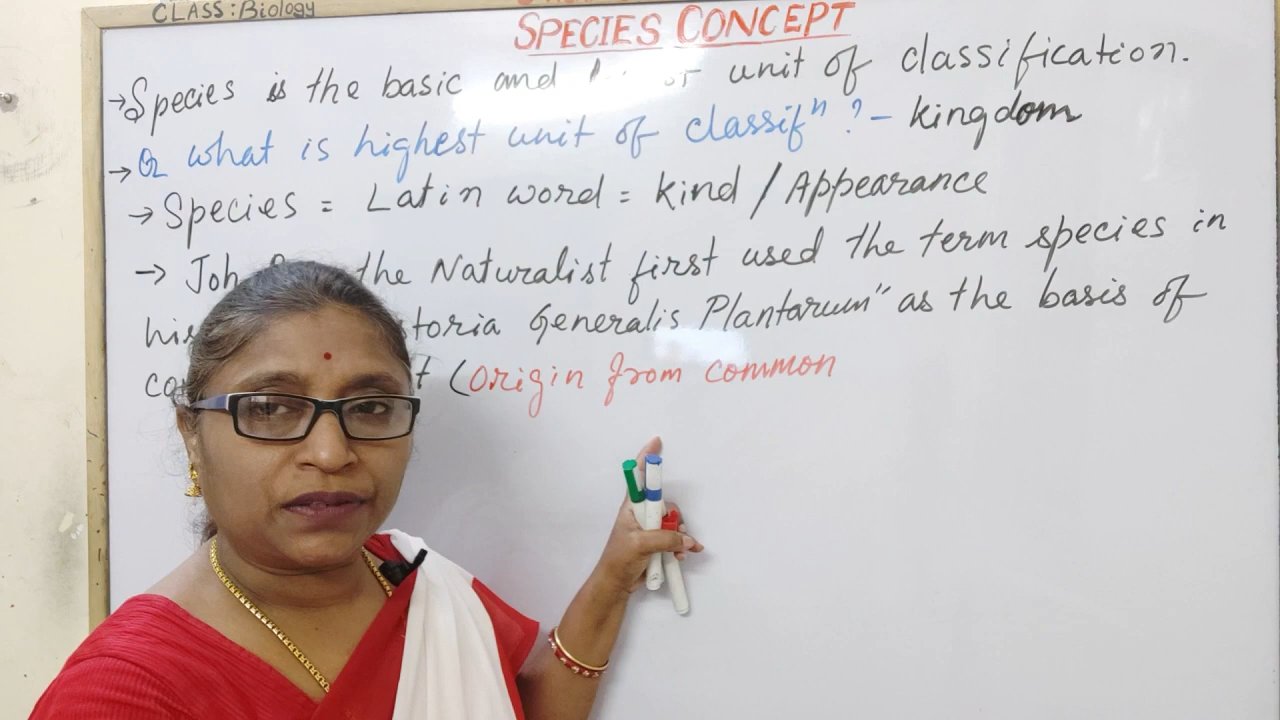 CLASS: Biology
SPECIES CONCEPT
→Species is the basic and unit of classification.
→ Q what is highest unit of classifⁿ ? - kingdom
→ Species = Latin word = kind / Appearance
→ the Naturalist first used the term species in
Generalis Plantarum" as the basis of
(origin from common